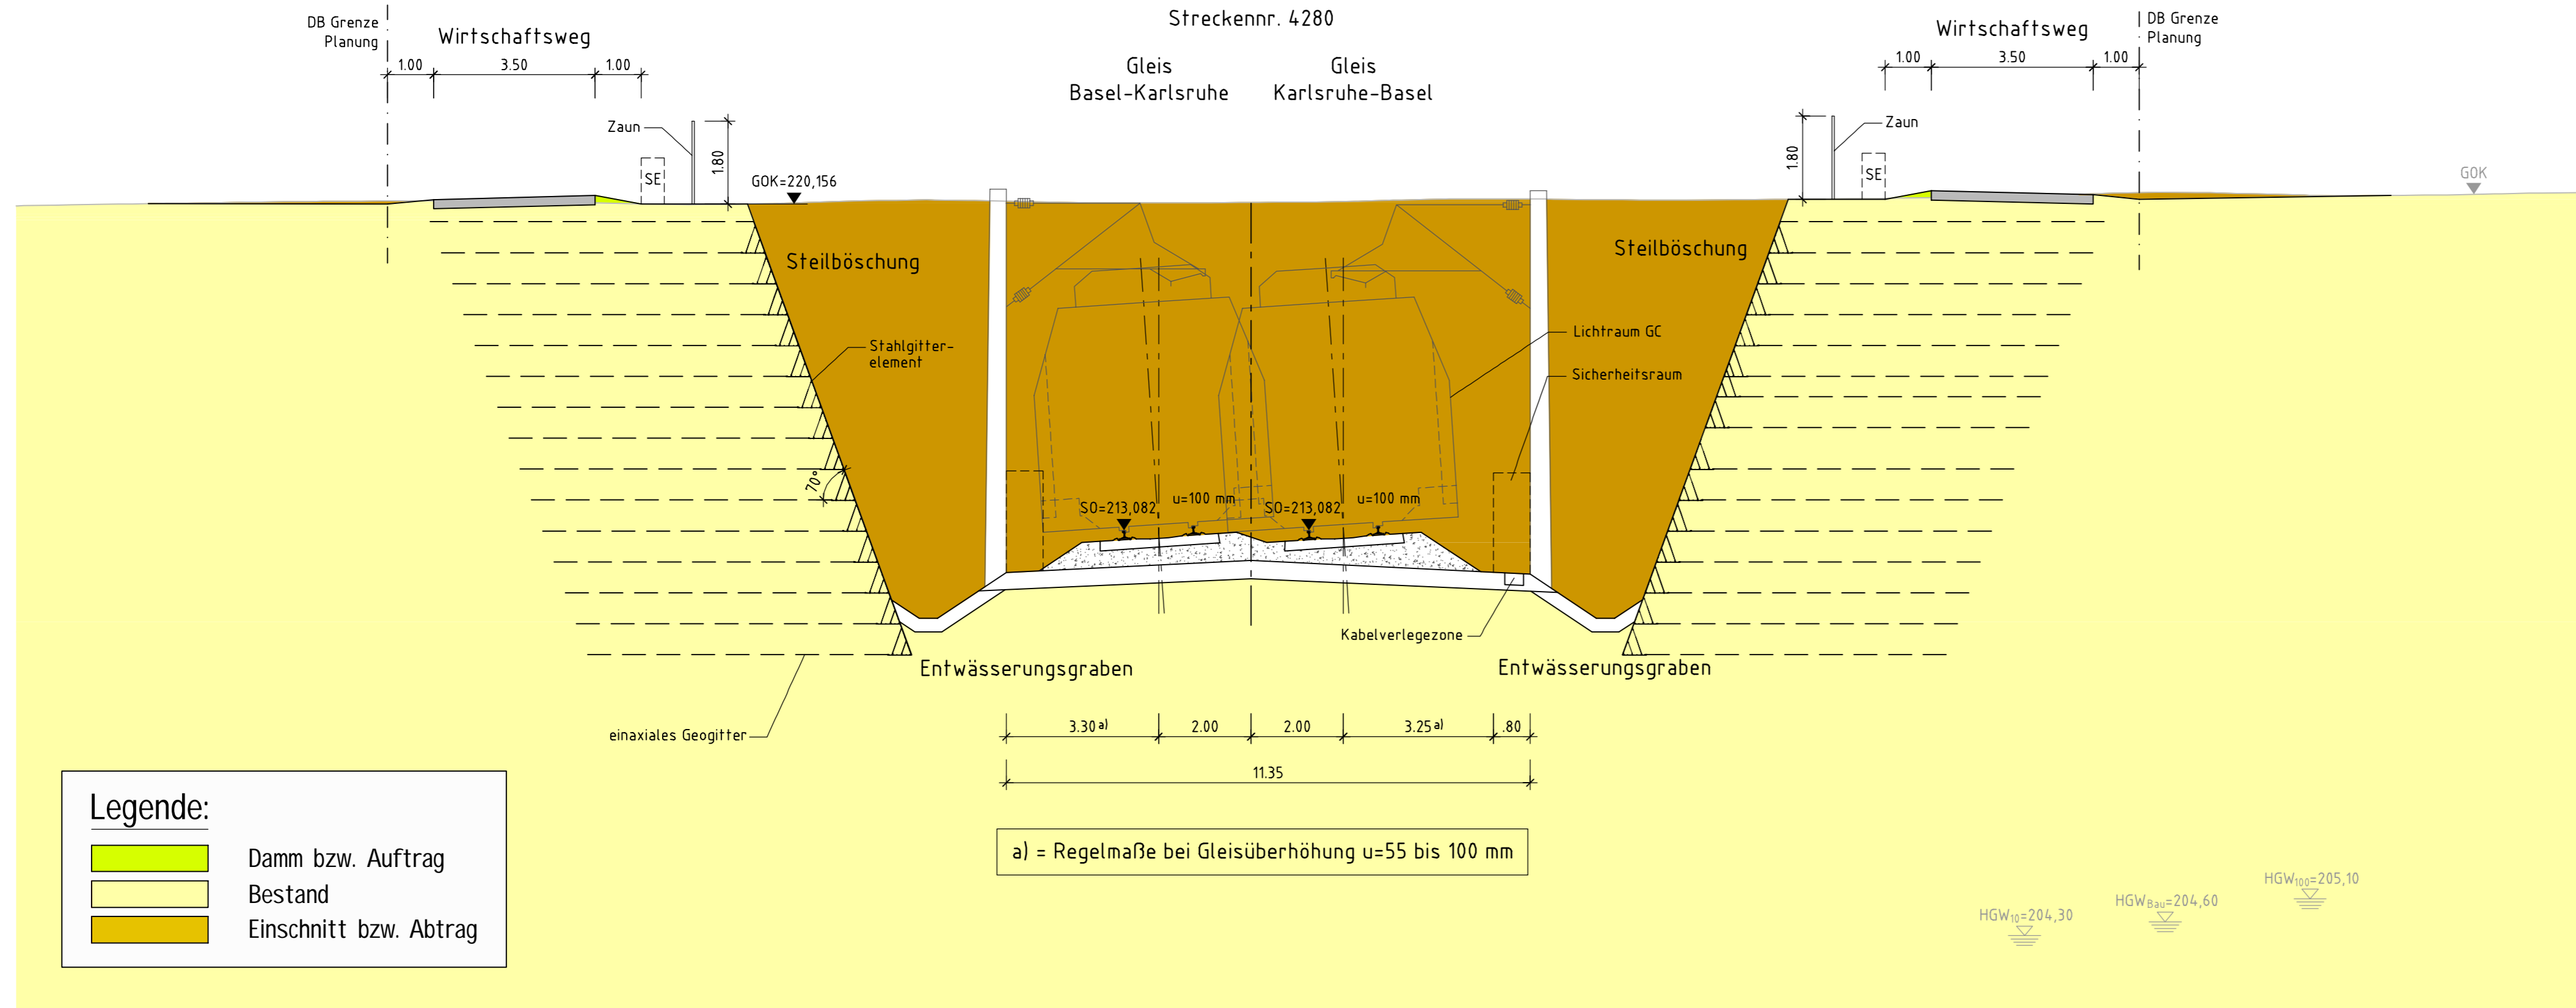 Streckennr. 4280
DB Grenze
Planung
Wirtschaftsweg
1.00
3.50
1.00
Gleis
Basel-Karlsruhe
Gleis
Karlsruhe-Basel
Wirtschaftsweg
DB Grenze
Planung
1.00
3.50
1.00
Zaun
1.80
SE
GOK=220,156
1.80
Zaun
SE
GOK
Steilböschung
Steilböschung
Stahlgitter-
element
Lichtraum GC
Sicherheitsraum
70°
SO=213,082
u=100 mm
SO=213,082
u=100 mm
Kabelverlegezone
Entwässerungsgraben
Entwässerungsgraben
einaxiales Geogitter
3.30 a)
2.00
2.00
3.25 a)
.80
11.35
a) = Regelmaße bei Gleisüberhöhung u=55 bis 100 mm
Legende:
Damm bzw. Auftrag
Bestand
Einschnitt bzw. Abtrag
HGW10=204,30
HGWBau=204,60
HGW100=205,10